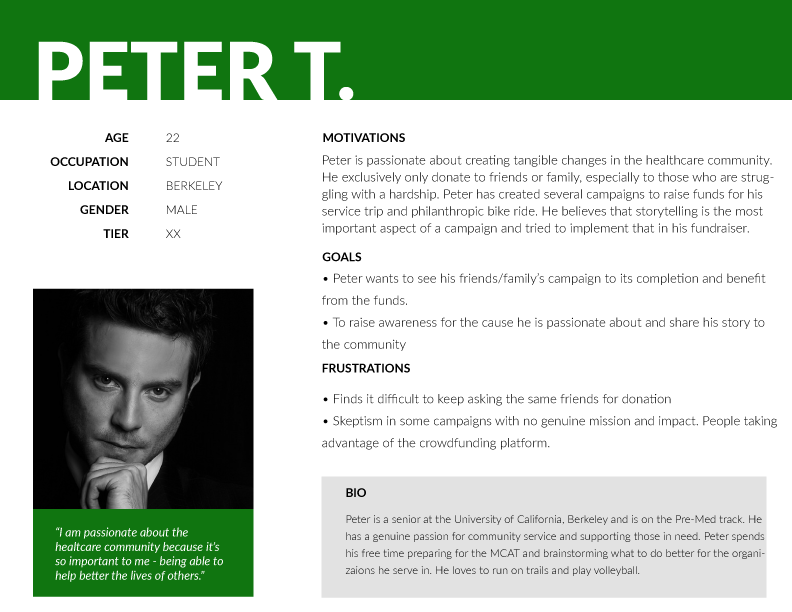 PETER T.
AGE 22
OCCUPATION STUDENT
LOCATION BERKELEY
GENDER MALE
TIER XX
“I am passionate about the
healtcare community because it’s
so important to me - being able to
help better the lives of others.”
MOTIVATIONS
Peter is passionate about creating tangible changes in the healthcare community.
He exclusively only donate to friends or family, especially to those who are strug-
gling with a hardship. Peter has created several campaigns to raise funds for his
service trip and philanthropic bike ride. He believes that storytelling is the most
important aspect of a campaign and tried to implement that in his fundraiser.
GOALS
• Peter wants to see his friends/family’s campaign to its completion and benefit
from the funds.
• To raise awareness for the cause he is passionate about and share his story to
the community
FRUSTRATIONS
• Finds it difficult to keep asking the same friends for donation
• Skeptism in some campaigns with no genuine mission and impact. People taking
advantage of the crowdfunding platform.
BIO
Peter is a senior at the University of California, Berkeley and is on the Pre-Med track. He
has a genuine passion for community service and supporting those in need. Peter spends
his free time preparing for the MCAT and brainstorming what to do better for the organi-
zaions he serve in. He loves to run on trails and play volleyball.